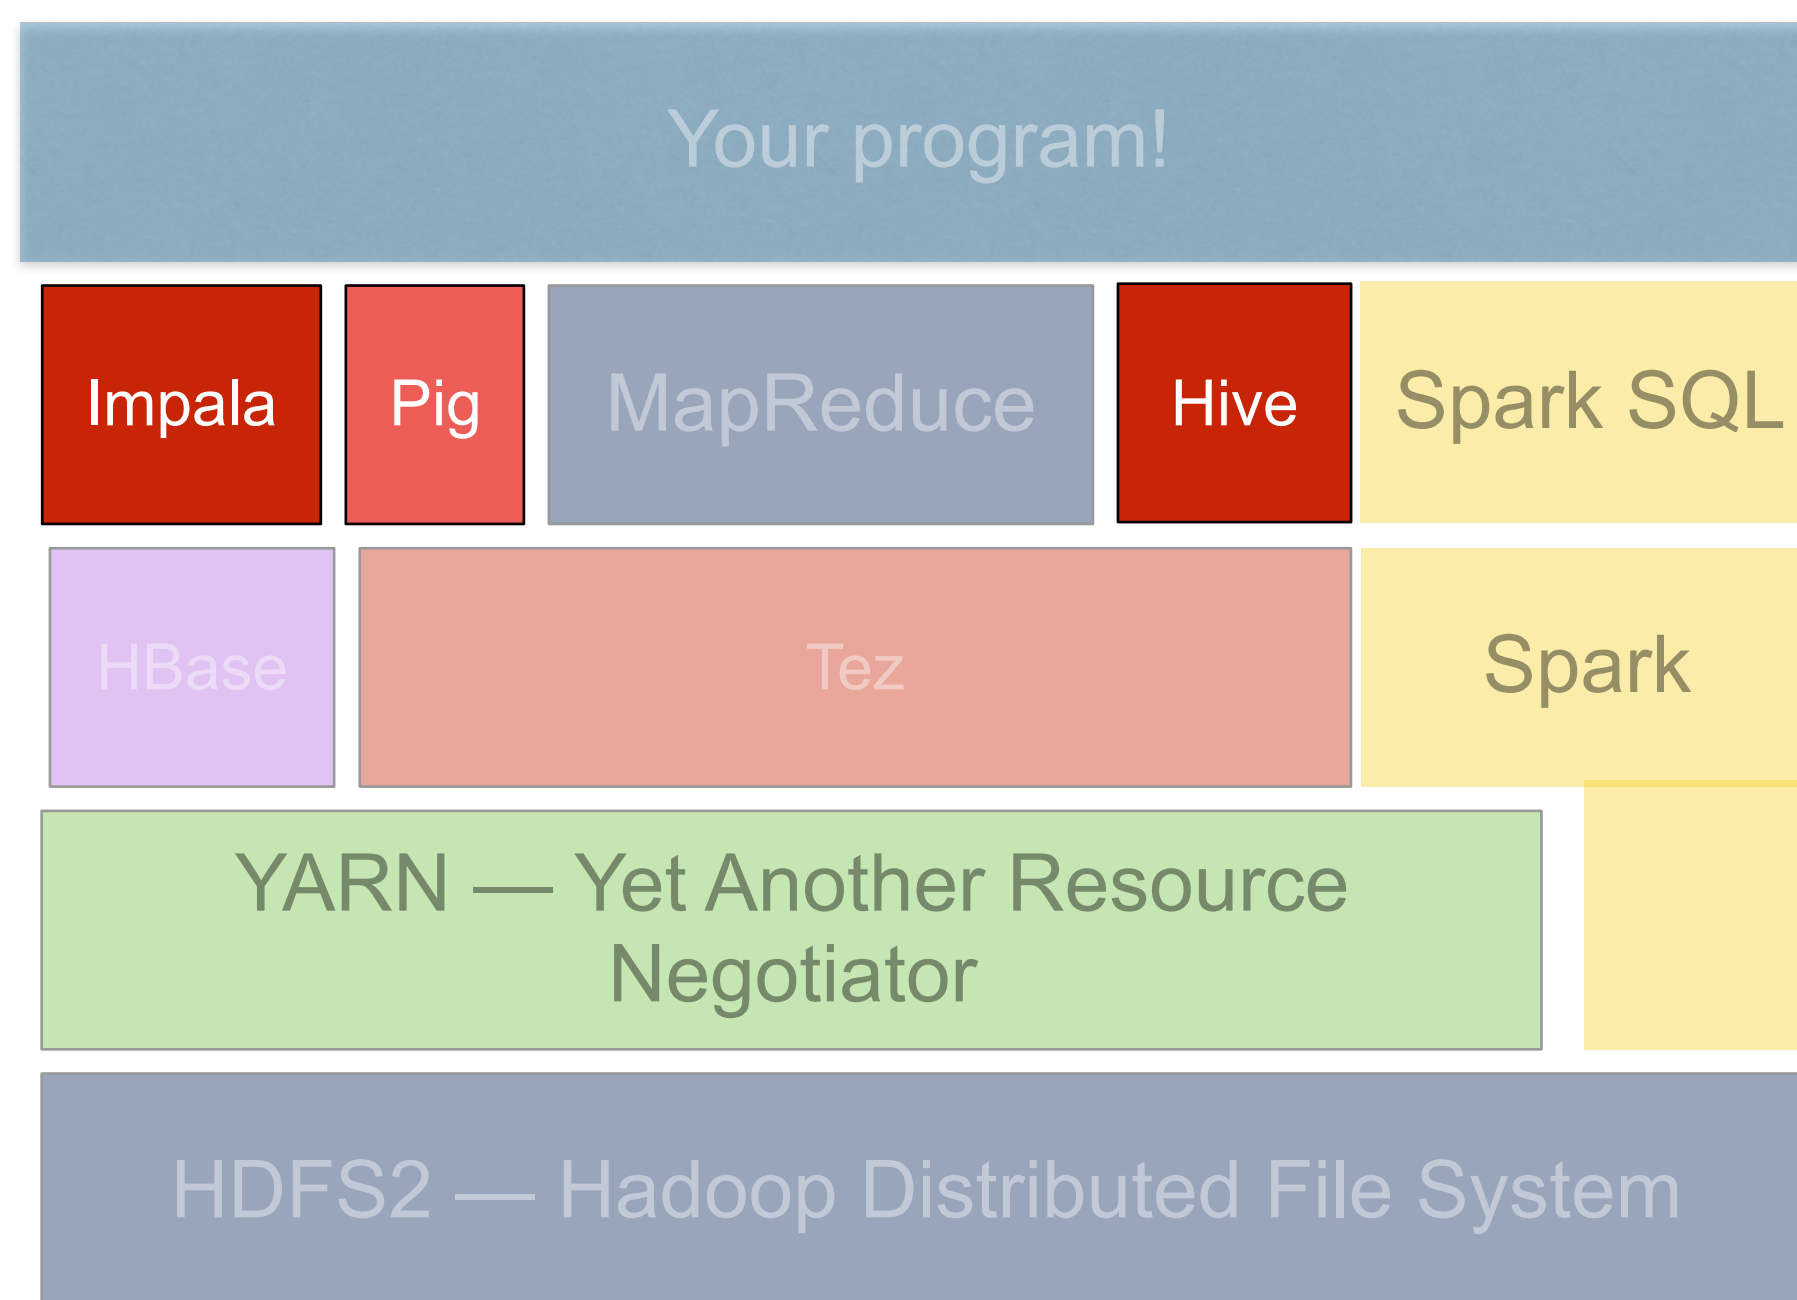 Your program!
Impala
Pig
MapReduce
Hive
Spark SQL
HBase
Tez
Spark
YARN — Yet Another Resource
Negotiator
HDFS2 — Hadoop Distributed File System